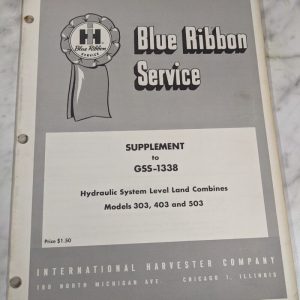 IH
Blue Ribbon
SERVICE
Blue Ribbon
Service
SUPPLEMENT
to
GSS-1338
Hydraulic System Level Land Combines
Models 303, 403 and 503
Price $1.50
INTERNATIONAL HARVESTER COMPANY
180 NORTH MICHIGAN AVE. CHICAGO 1, ILLINOIS